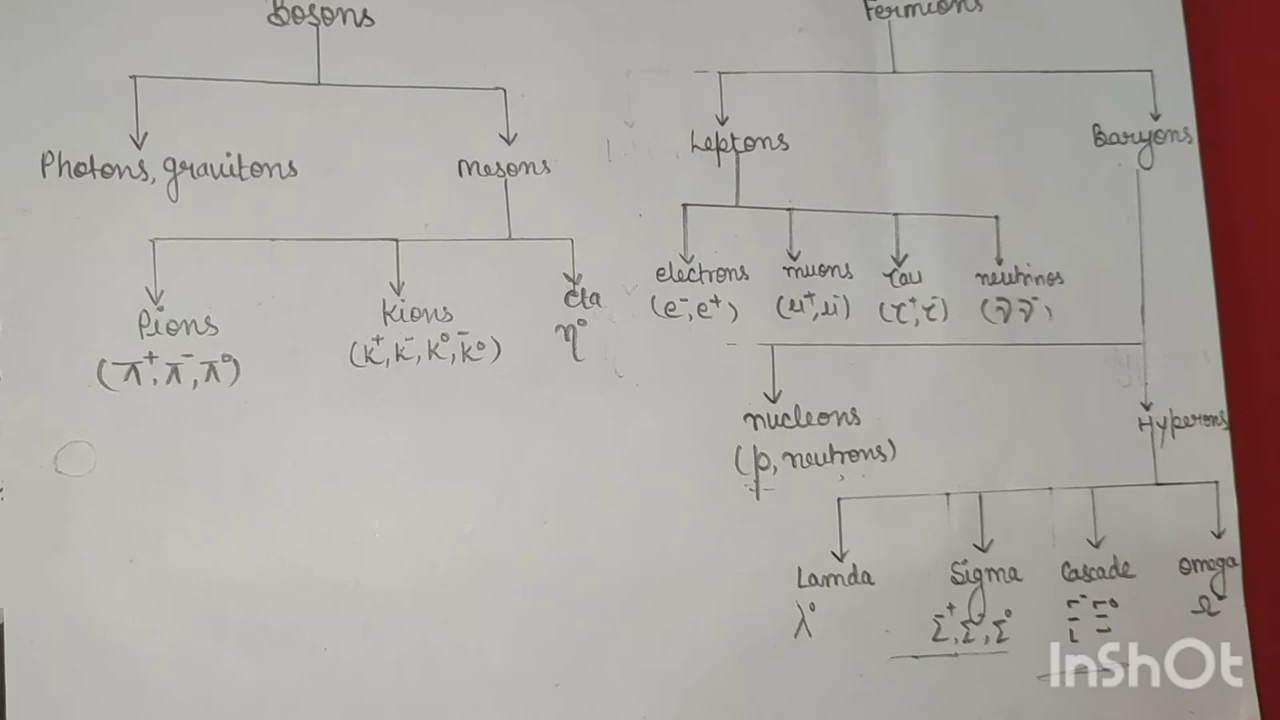 Bosons
Fermions
Photons, gravitons
mesons
Leptons
Baryons
Pions
(π⁺, π⁻, π⁰)
kions
(k⁺, k⁻, k⁰, k̄⁰)
eta
η⁰
electrons
(e⁻, e⁺)
muons
(μ⁺, μ⁻)
tau
(τ⁺, τ⁻)
neutrinos
(ν ν̄)
nucleons
(p, neutrons)
Hyperons
Lamda
λ⁰
Sigma
Σ⁺, Σ⁻, Σ⁰
Cascade
Ξ⁻ Ξ⁰
omega
Ω⁻
InShOt